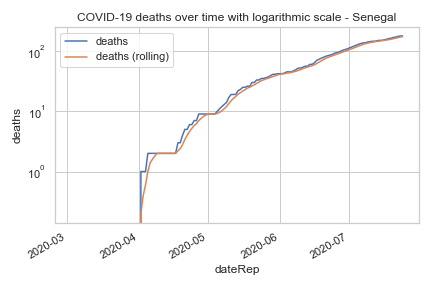 COVID-19 deaths over time with logarithmic scale - Senegal
deaths
deaths (rolling)
10²
10¹
10⁰
deaths
2020-03
2020-04
2020-05
2020-06
2020-07
dateRep